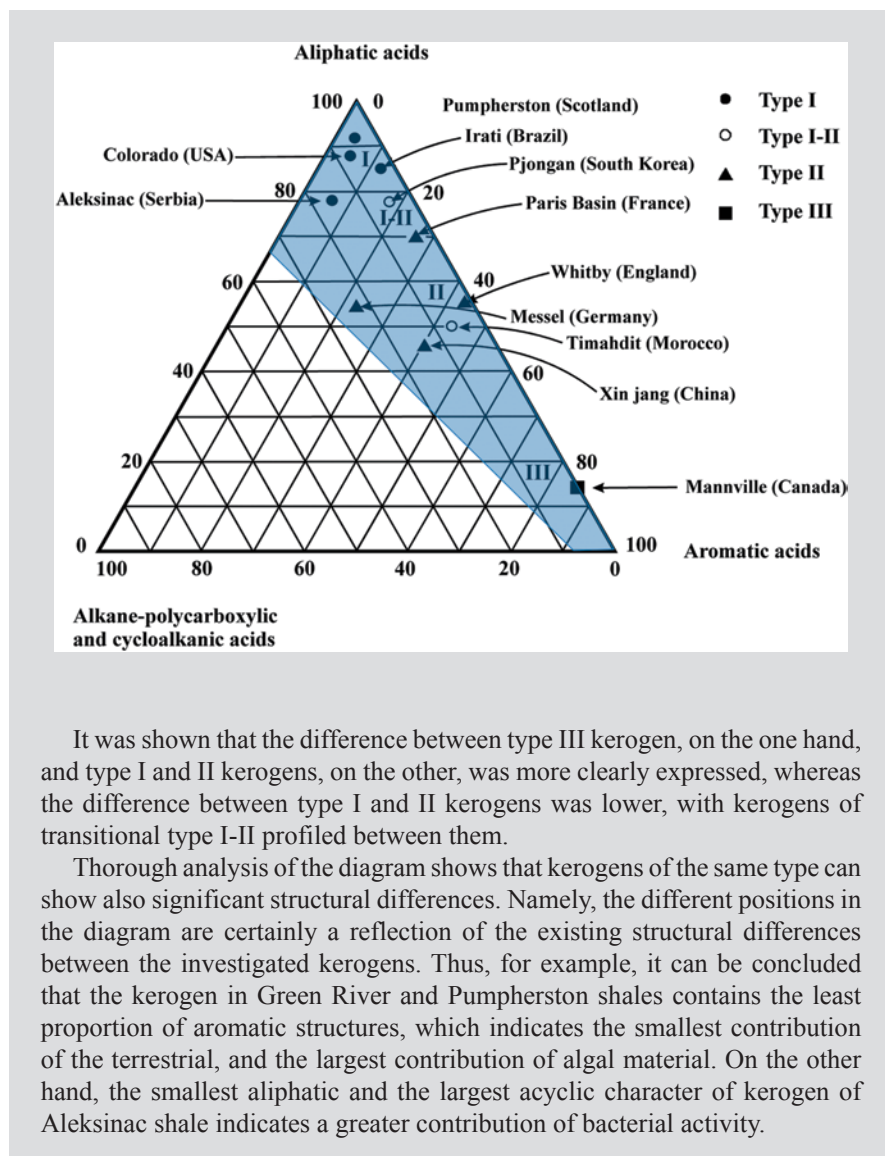 Aliphatic acids
100 0
Pumpherston (Scotland)
Irati (Brazil)
Colorado (USA)
Pjongan (South Korea)
80 20
Aleksinac (Serbia)
Paris Basin (France)
I
I-II
Type I
Type I-II
Type II
Type III
60 40
Whitby (England)
II
Messel (Germany)
Timahdit (Morocco)
40 60
Xin jang (China)
20 80
III
Mannville (Canada)
0 100
Aromatic acids
100 80 60 40 20 0
Alkane-polycarboxylic
and cycloalkanic acids
It was shown that the difference between type III kerogen, on the one hand,
and type I and II kerogens, on the other, was more clearly expressed, whereas
the difference between type I and II kerogens was lower, with kerogens of
transitional type I-II profiled between them.
Thorough analysis of the diagram shows that kerogens of the same type can
show also significant structural differences. Namely, the different positions in
the diagram are certainly a reflection of the existing structural differences
between the investigated kerogens. Thus, for example, it can be concluded
that the kerogen in Green River and Pumpherston shales contains the least
proportion of aromatic structures, which indicates the smallest contribution
of the terrestrial, and the largest contribution of algal material. On the other
hand, the smallest aliphatic and the largest acyclic character of kerogen of
Aleksinac shale indicates a greater contribution of bacterial activity.